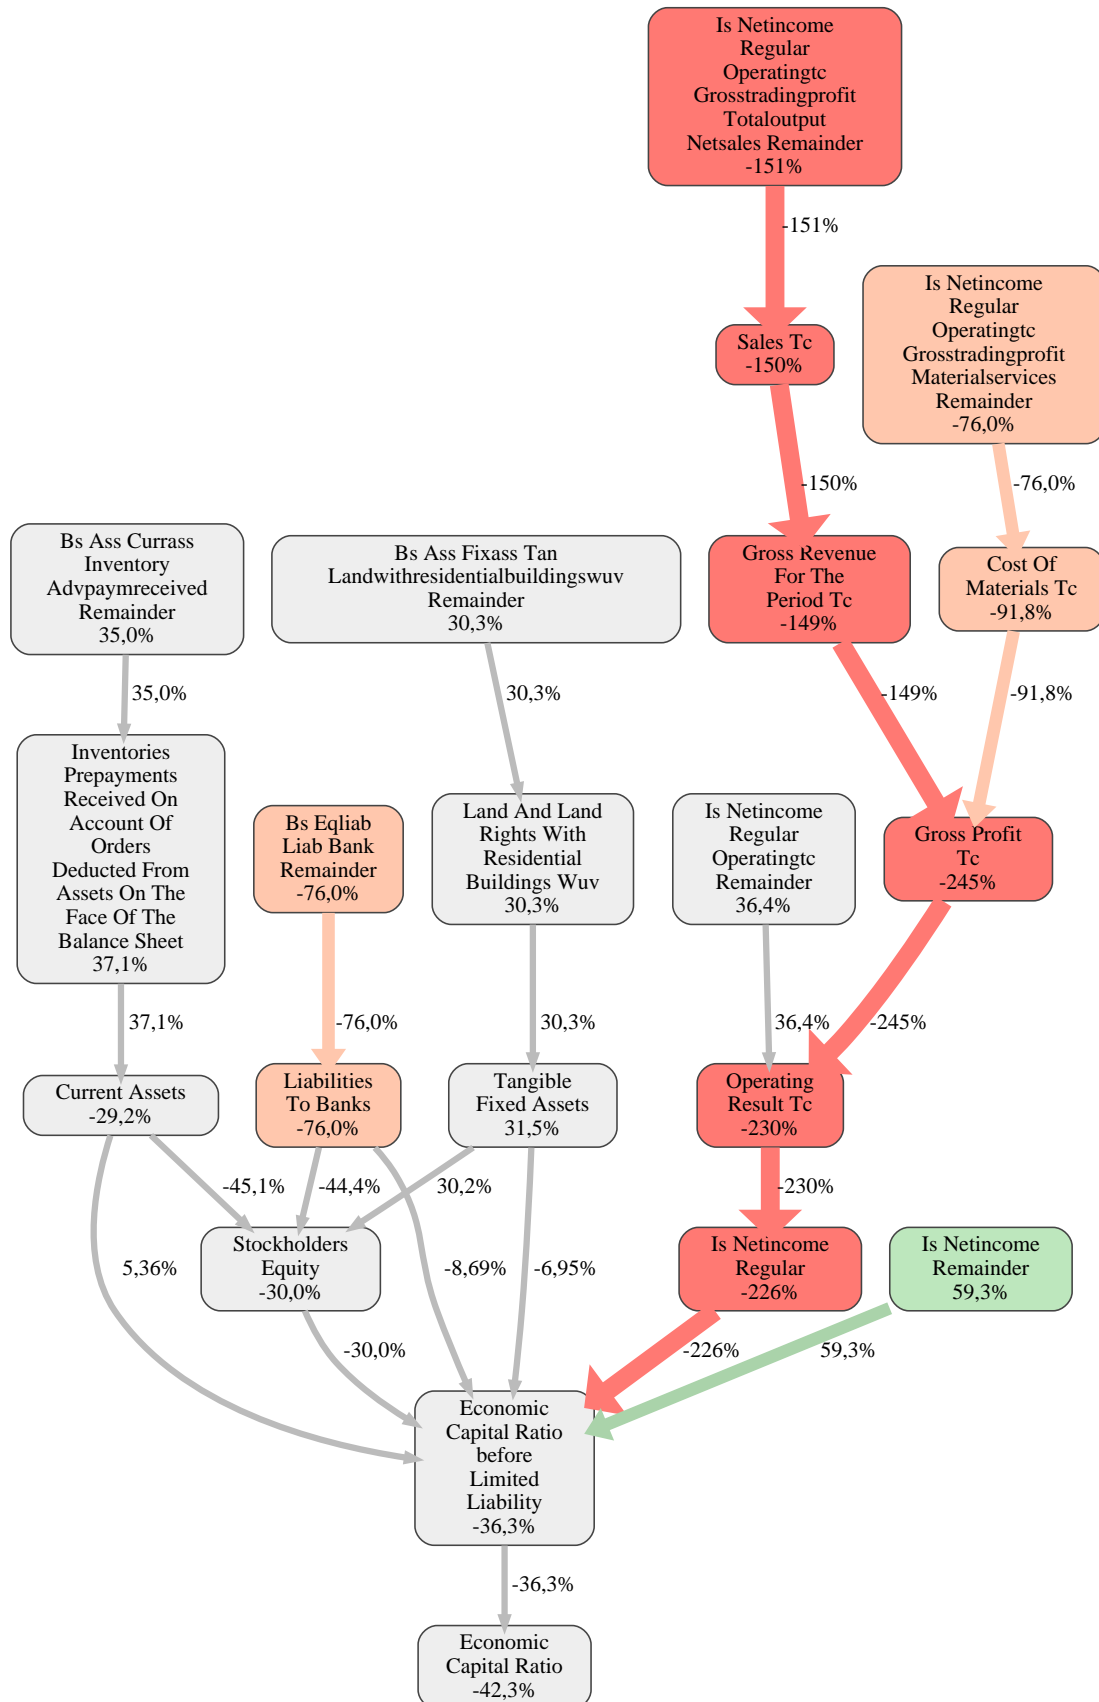 Is Netincome
Regular
Operatingtc
Grosstradingprofit
Totaloutput
Netsales Remainder
-151%
-151%
Sales Tc
-150%
Is Netincome
Regular
Operatingtc
Grosstradingprofit
Materialservices
Remainder
-76,0%
-150%
-76,0%
Bs Ass Currass
Inventory
Advpaymreceived
Remainder
35,0%
Bs Ass Fixass Tan
Landwithresidentialbuildingswuv
Remainder
30,3%
Gross Revenue
For The
Period Tc
-149%
Cost Of
Materials Tc
-91,8%
35,0%
30,3%
-149%
-91,8%
Inventories
Prepayments
Received On
Account Of
Orders
Deducted From
Assets On The
Face Of The
Balance Sheet
37,1%
Bs Eqliab
Liab Bank
Remainder
-76,0%
Land And Land
Rights With
Residential
Buildings Wuv
30,3%
Is Netincome
Regular
Operatingtc
Remainder
36,4%
Gross Profit
Tc
-245%
37,1%
-76,0%
30,3%
36,4%
-245%
Current Assets
-29,2%
Liabilities
To Banks
-76,0%
Tangible
Fixed Assets
31,5%
Operating
Result Tc
-230%
-45,1%
-44,4%
30,2%
-230%
Stockholders
Equity
-30,0%
Is Netincome
Regular
-226%
Is Netincome
Remainder
59,3%
5,36%
-8,69%
-6,95%
-30,0%
-226%
59,3%
Economic
Capital Ratio
before
Limited
Liability
-36,3%
-36,3%
Economic
Capital Ratio
-42,3%